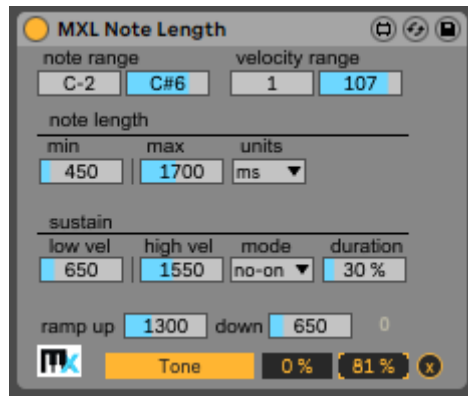 MXL Note Length
note range velocity range
C-2 C#6 1 107
note length
min max units
450 1700 ms
sustain
low vel high vel mode duration
650 1550 no-on 30 %
ramp up 1300 down 650 0
mx Tone 0 % 81 % x